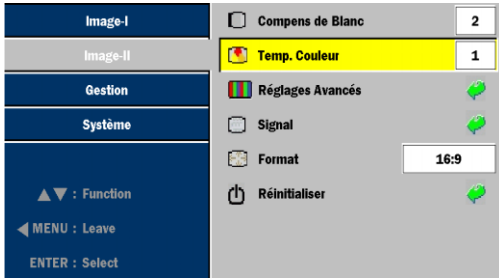 Image-I
Image-II
Gestion
Système
▲▼ : Function
◀ MENU : Leave
ENTER : Select
Compens de Blanc 2
Temp. Couleur 1
Réglages Avancés
Signal
Format 16:9
Réinitialiser